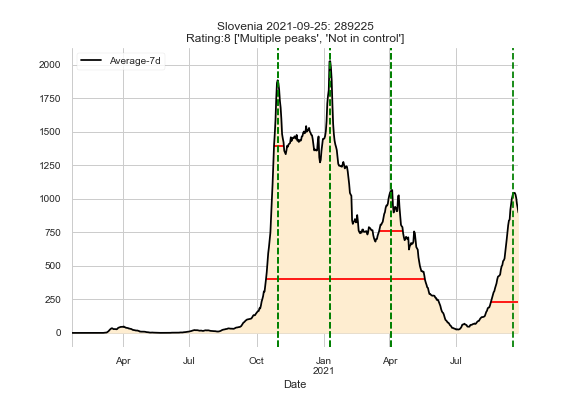 Slovenia 2021-09-25: 289225
Rating:8 ['Multiple peaks', 'Not in control']
Average-7d
2000
1750
1500
1250
1000
750
500
250
0
Apr
Jul
Oct
Jan
2021
Apr
Jul
Date